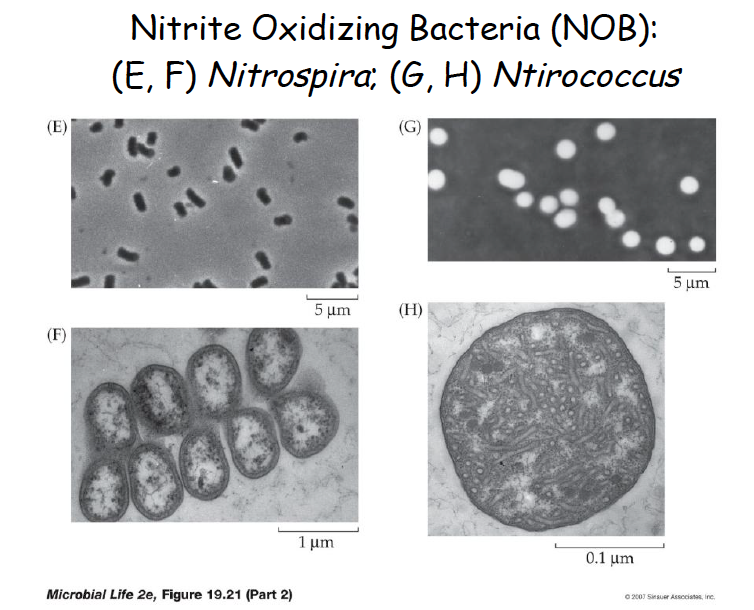 Nitrite Oxidizing Bacteria (NOB):
(E, F) Nitrospira; (G, H) Ntirococcus
(E)
5 µm
(F)
1 µm
(G)
5 µm
(H)
0.1 µm
Microbial Life 2e, Figure 19.21 (Part 2)
© 2007 Sinauer Associates, Inc.